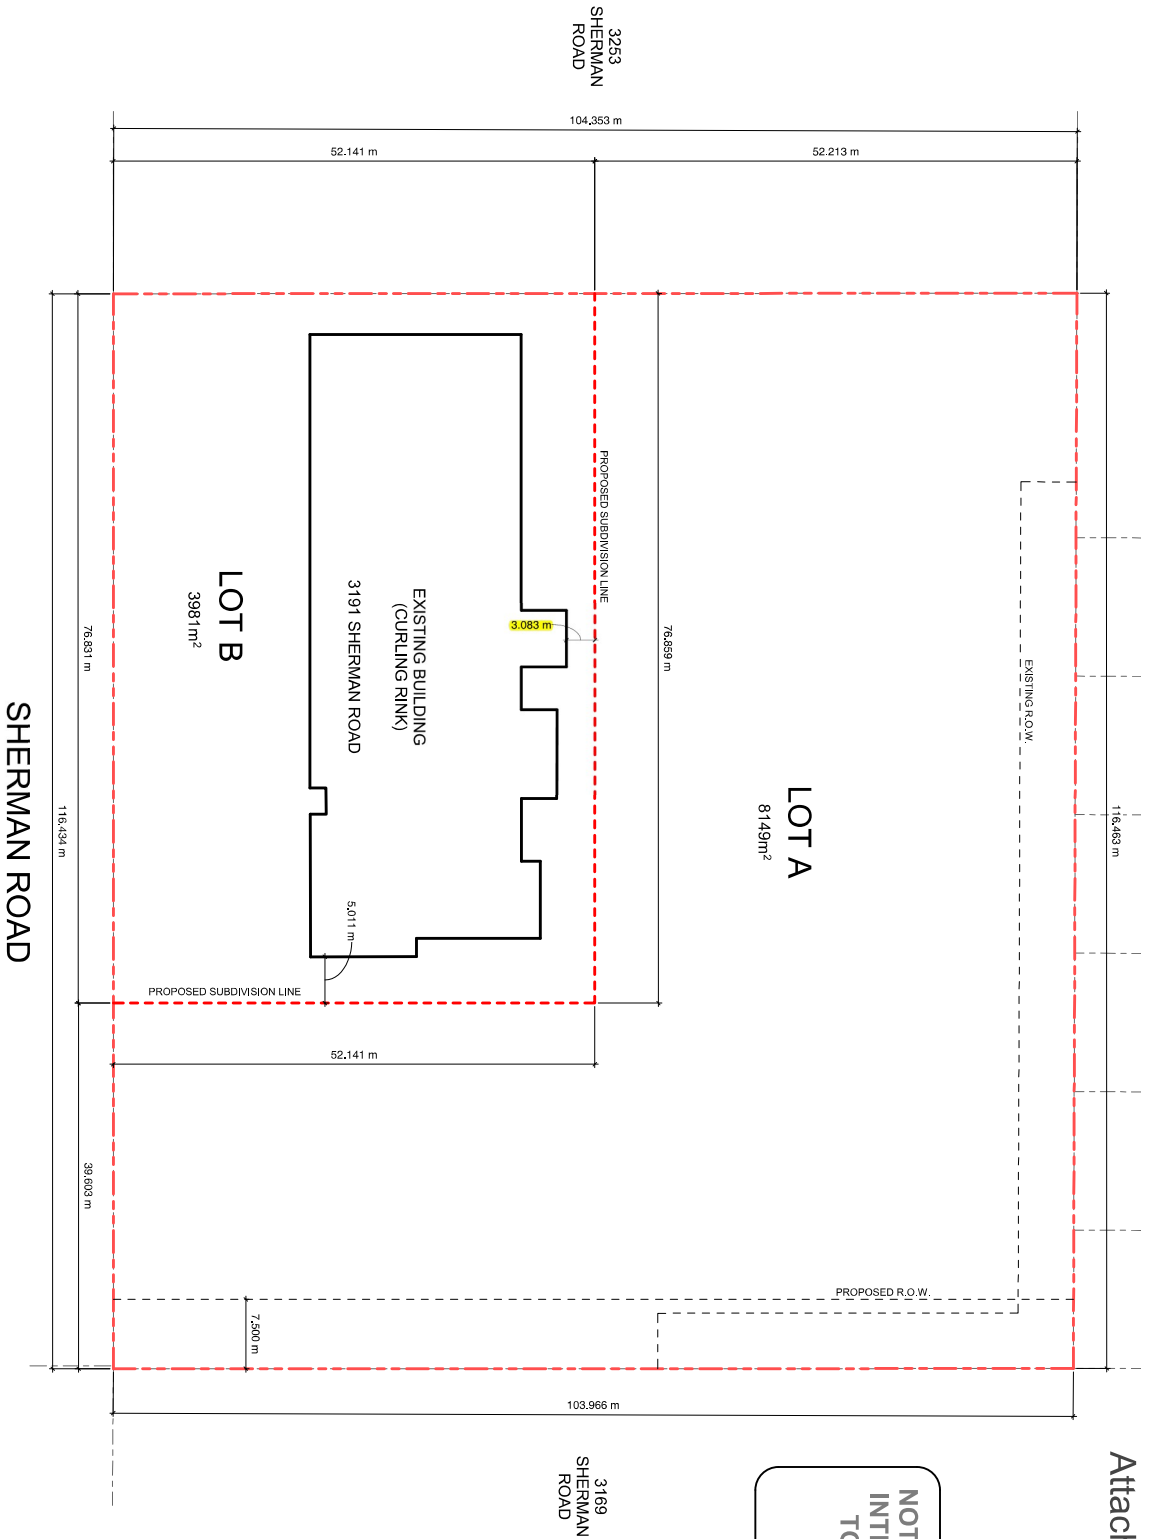 3253
SHERMAN
ROAD
104.353 m
52.141 m
52.213 m
PROPOSED SUBDIVISION LINE
3.083 m
76.859 m
EXISTING R.O.W.
116.463 m
LOT A
8149m²
EXISTING BUILDING
(CURLING RINK)
3191 SHERMAN ROAD
LOT B
3981m²
76.831 m
116.434 m
SHERMAN ROAD
5.011 m
PROPOSED SUBDIVISION LINE
52.141 m
39.603 m
7.500 m
PROPOSED R.O.W.
103.966 m
3169
SHERMAN
ROAD